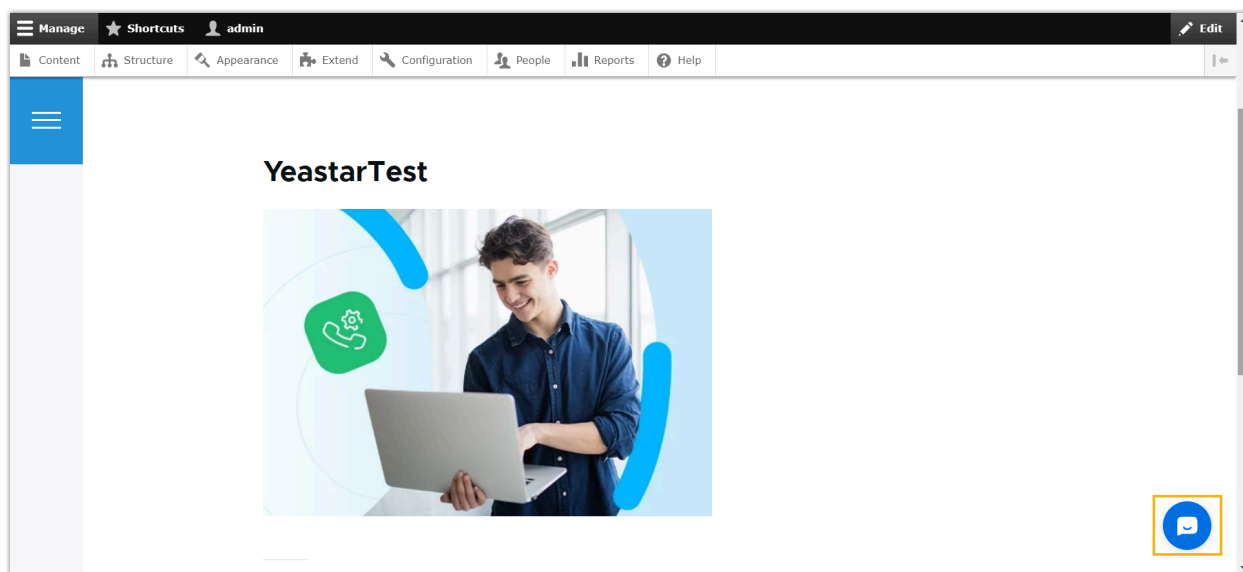 Manage Shortcuts admin Edit
Content Structure Appearance Extend Configuration People Reports Help
YeastarTest